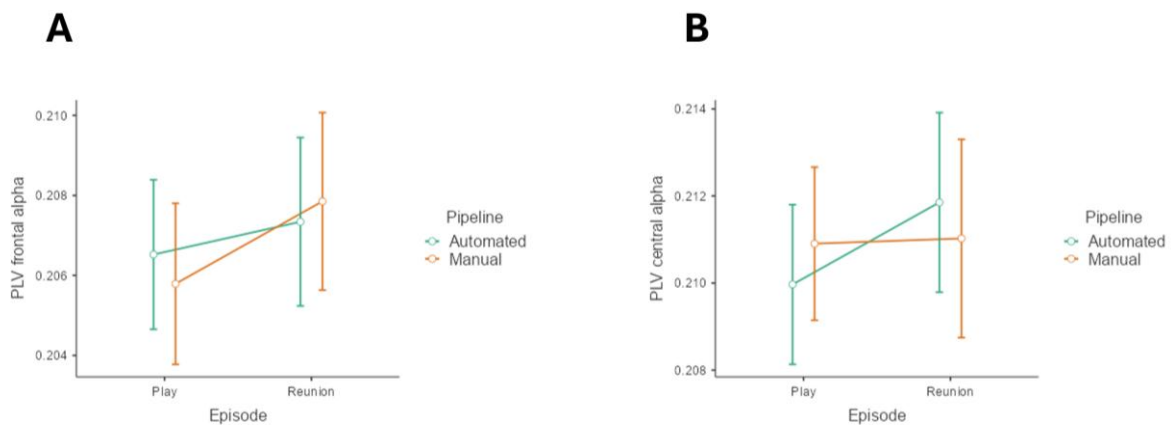 A
PLV frontal alpha
0.210
0.208
0.206
0.204
Play
Reunion
Episode
Pipeline
Automated
Manual
B
PLV central alpha
0.214
0.212
0.210
0.208
Play
Reunion
Episode
Pipeline
Automated
Manual